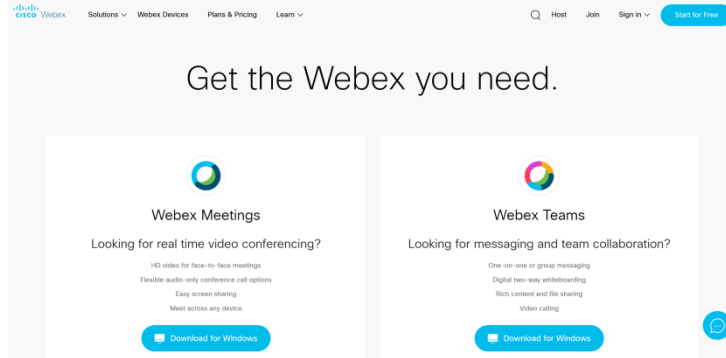 CISCO Webex
Solutions Webex Devices Plans & Pricing Learn Host Join Sign in Start for Free
Get the Webex you need.
Webex Meetings
Looking for real time video conferencing?
HD video for face-to-face meetings
Flexible audio-only conference call options
Easy screen sharing
Meet across any device
Download for Windows
Webex Teams
Looking for messaging and team collaboration?
One-on-one or group messaging
Digital two-way whiteboarding
Rich content and file sharing
Video calling
Download for Windows